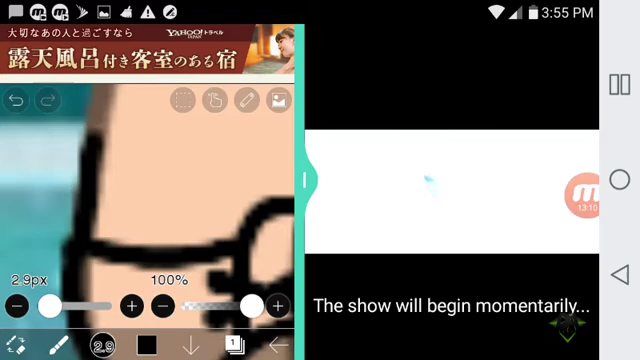 3:55 PM
大切なあの人と過ごすなら
YAHOO!トラベル
JAPAN
露天風呂付き客室のある宿
13:10
2.9px
100%
2.9
1
The show will begin momentarily...